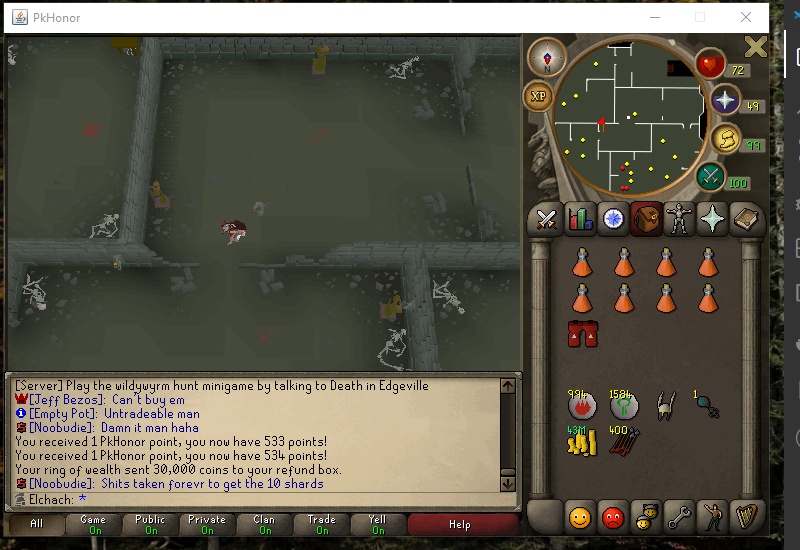 PkHonor
N
XP
72
49
99
100
994
1584
1
43M
400
[Server] Play the wildywyrm hunt minigame by talking to Death in Edgeville
[Jeff Bezos]: Can't buy em
[Empty Pot]: Untradeable man
[Noobudie]: Damn it man haha
You received 1 PkHonor point, you now have 533 points!
You received 1 PkHonor point, you now have 534 points!
Your ring of wealth sent 30,000 coins to your refund box.
[Noobudie]: Shits taken forevr to get the 10 shards
Elchach: *
All
Game
On
Public
On
Private
On
Clan
On
Trade
On
Yell
On
Help